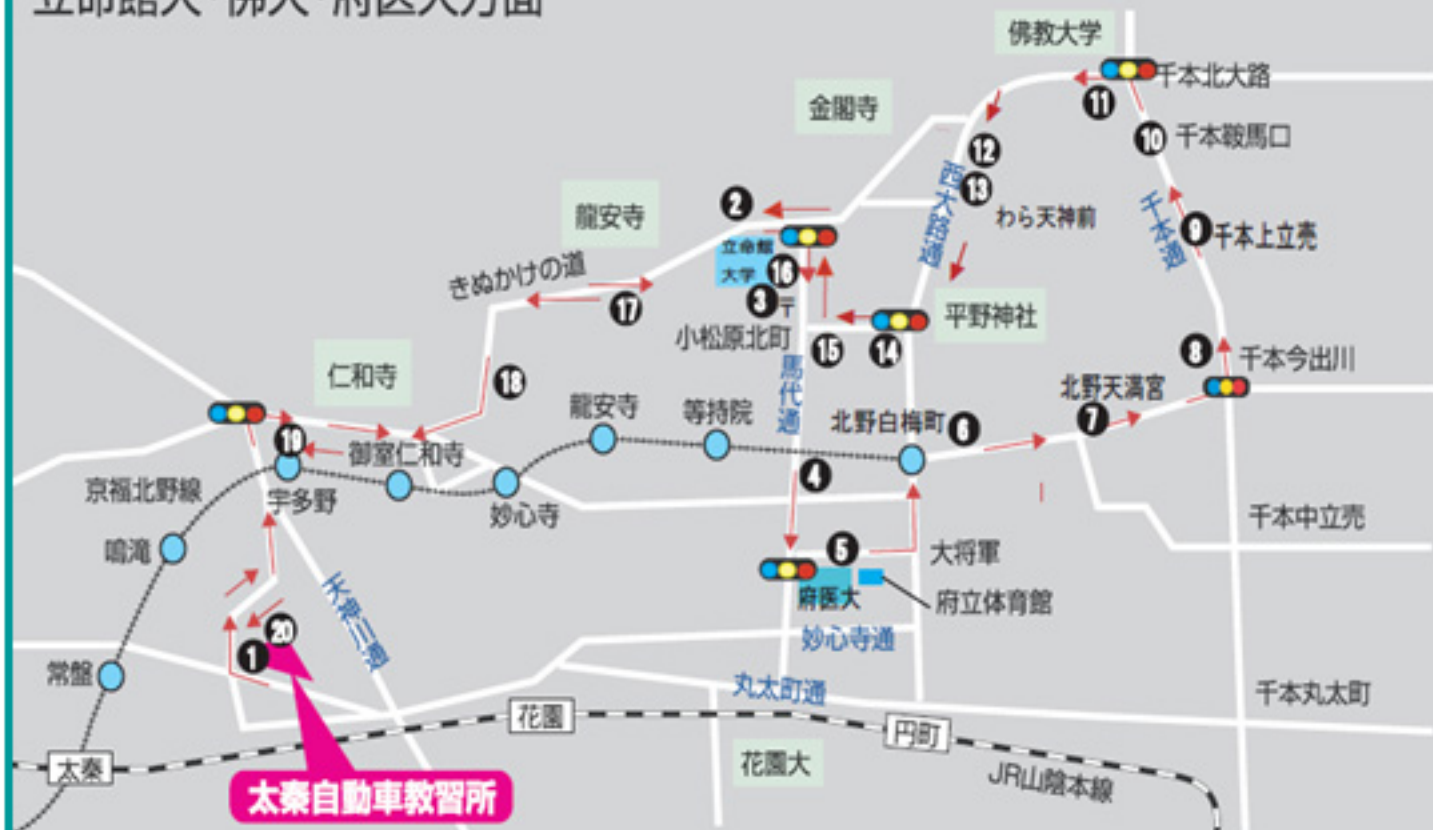 立命館大・佛大・府医大方面
佛教大学
千本北大路
11
金閣寺
10
千本鞍馬口
12
西大路通
13
わら天神前
千本通
9
千本上立売
龍安寺
2
立命館
大学
16
3
〒
小松原北町
きぬかけの道
17
平野神社
15
14
馬代通
8
千本今出川
仁和寺
18
龍安寺
等持院
北野白梅町
6
北野天満宮
7
19
御室仁和寺
京福北野線
宇多野
妙心寺
4
千本中立売
鳴滝
5
大将軍
府医大
府立体育館
天神川通
妙心寺通
20
1
常盤
丸太町通
千本丸太町
花園
円町
太秦
花園大
JR山陰本線
太秦自動車教習所